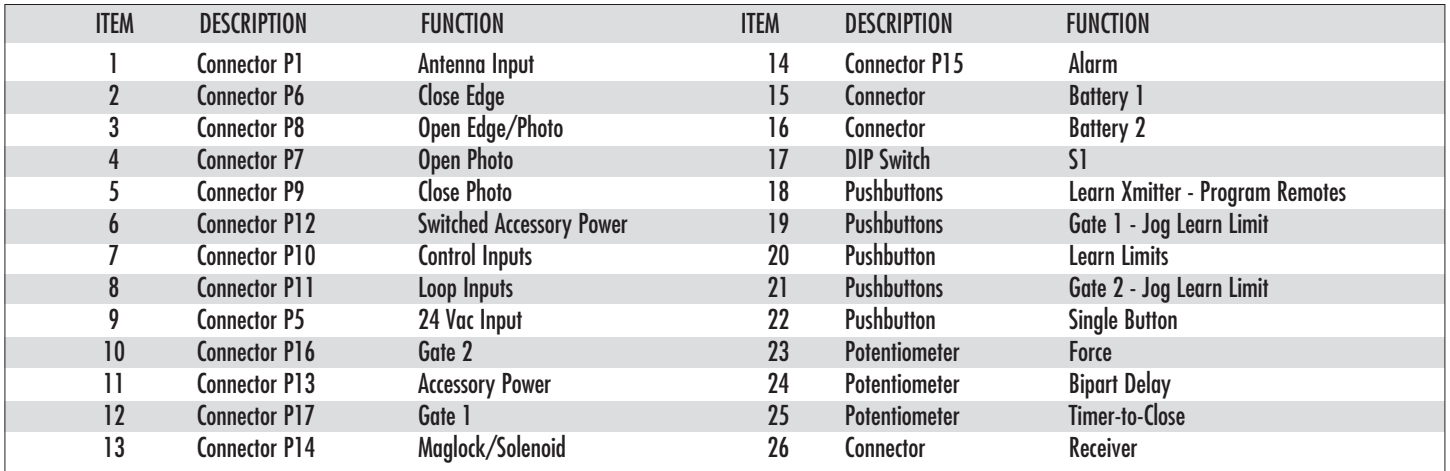 ITEM DESCRIPTION FUNCTION ITEM DESCRIPTION FUNCTION
1 Connector P1 Antenna Input 14 Connector P15 Alarm
2 Connector P6 Close Edge 15 Connector Battery 1
3 Connector P8 Open Edge/Photo 16 Connector Battery 2
4 Connector P7 Open Photo 17 DIP Switch S1
5 Connector P9 Close Photo 18 Pushbuttons Learn Xmitter - Program Remotes
6 Connector P12 Switched Accessory Power 19 Pushbuttons Gate 1 - Jog Learn Limit
7 Connector P10 Control Inputs 20 Pushbutton Learn Limits
8 Connector P11 Loop Inputs 21 Pushbuttons Gate 2 - Jog Learn Limit
9 Connector P5 24 Vac Input 22 Pushbutton Single Button
10 Connector P16 Gate 2 23 Potentiometer Force
11 Connector P13 Accessory Power 24 Potentiometer Bipart Delay
12 Connector P17 Gate 1 25 Potentiometer Timer-to-Close
13 Connector P14 Maglock/Solenoid 26 Connector Receiver